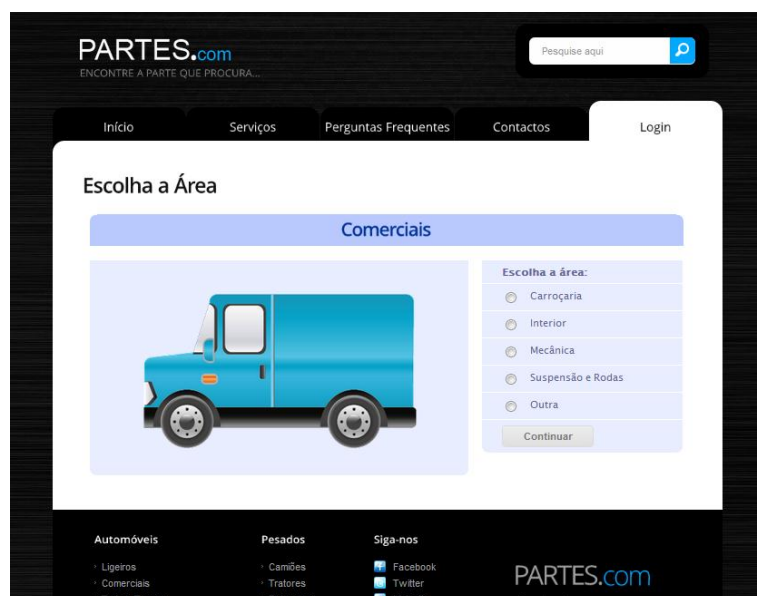 PARTES.com
ENCONTRE A PARTE QUE PROCURA...
Pesquise aqui
Início Serviços Perguntas Frequentes Contactos Login
Escolha a Área
Comerciais
Escolha a área:
Carroçaria
Interior
Mecânica
Suspensão e Rodas
Outra
Continuar
Automóveis Pesados Siga-nos
Ligeiros Camiões Facebook
Comerciais Tratores Twitter
PARTES.com